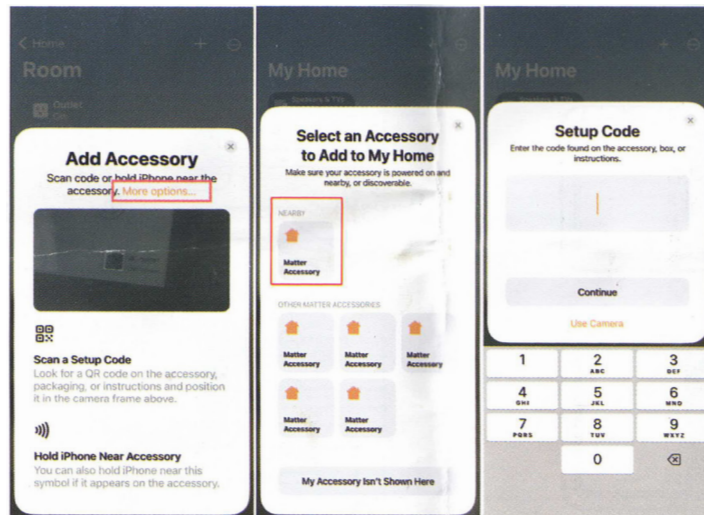 Home
Room
Outlet
Add Accessory
Scan code or hold iPhone near the
accessory. More options...
Scan a Setup Code
Look for a QR code on the accessory,
packaging, or instructions and position
it in the camera frame above.
Hold iPhone Near Accessory
You can also hold iPhone near this
symbol if it appears on the accessory.
My Home
Speakers & TVs
Select an Accessory
to Add to My Home
Make sure your accessory is powered on and
nearby, or discoverable.
NEARBY
Matter
Accessory
OTHER MATTER ACCESSORIES
Matter
Accessory
Matter
Accessory
Matter
Accessory
Matter
Accessory
Matter
Accessory
My Accessory Isn't Shown Here
My Home
Setup Code
Enter the code found on the accessory, box, or
instructions.
Continue
Use Camera
1
2
ABC
3
DEF
4
GHI
5
JKL
6
MNO
7
PQRS
8
TUV
9
WXYZ
0